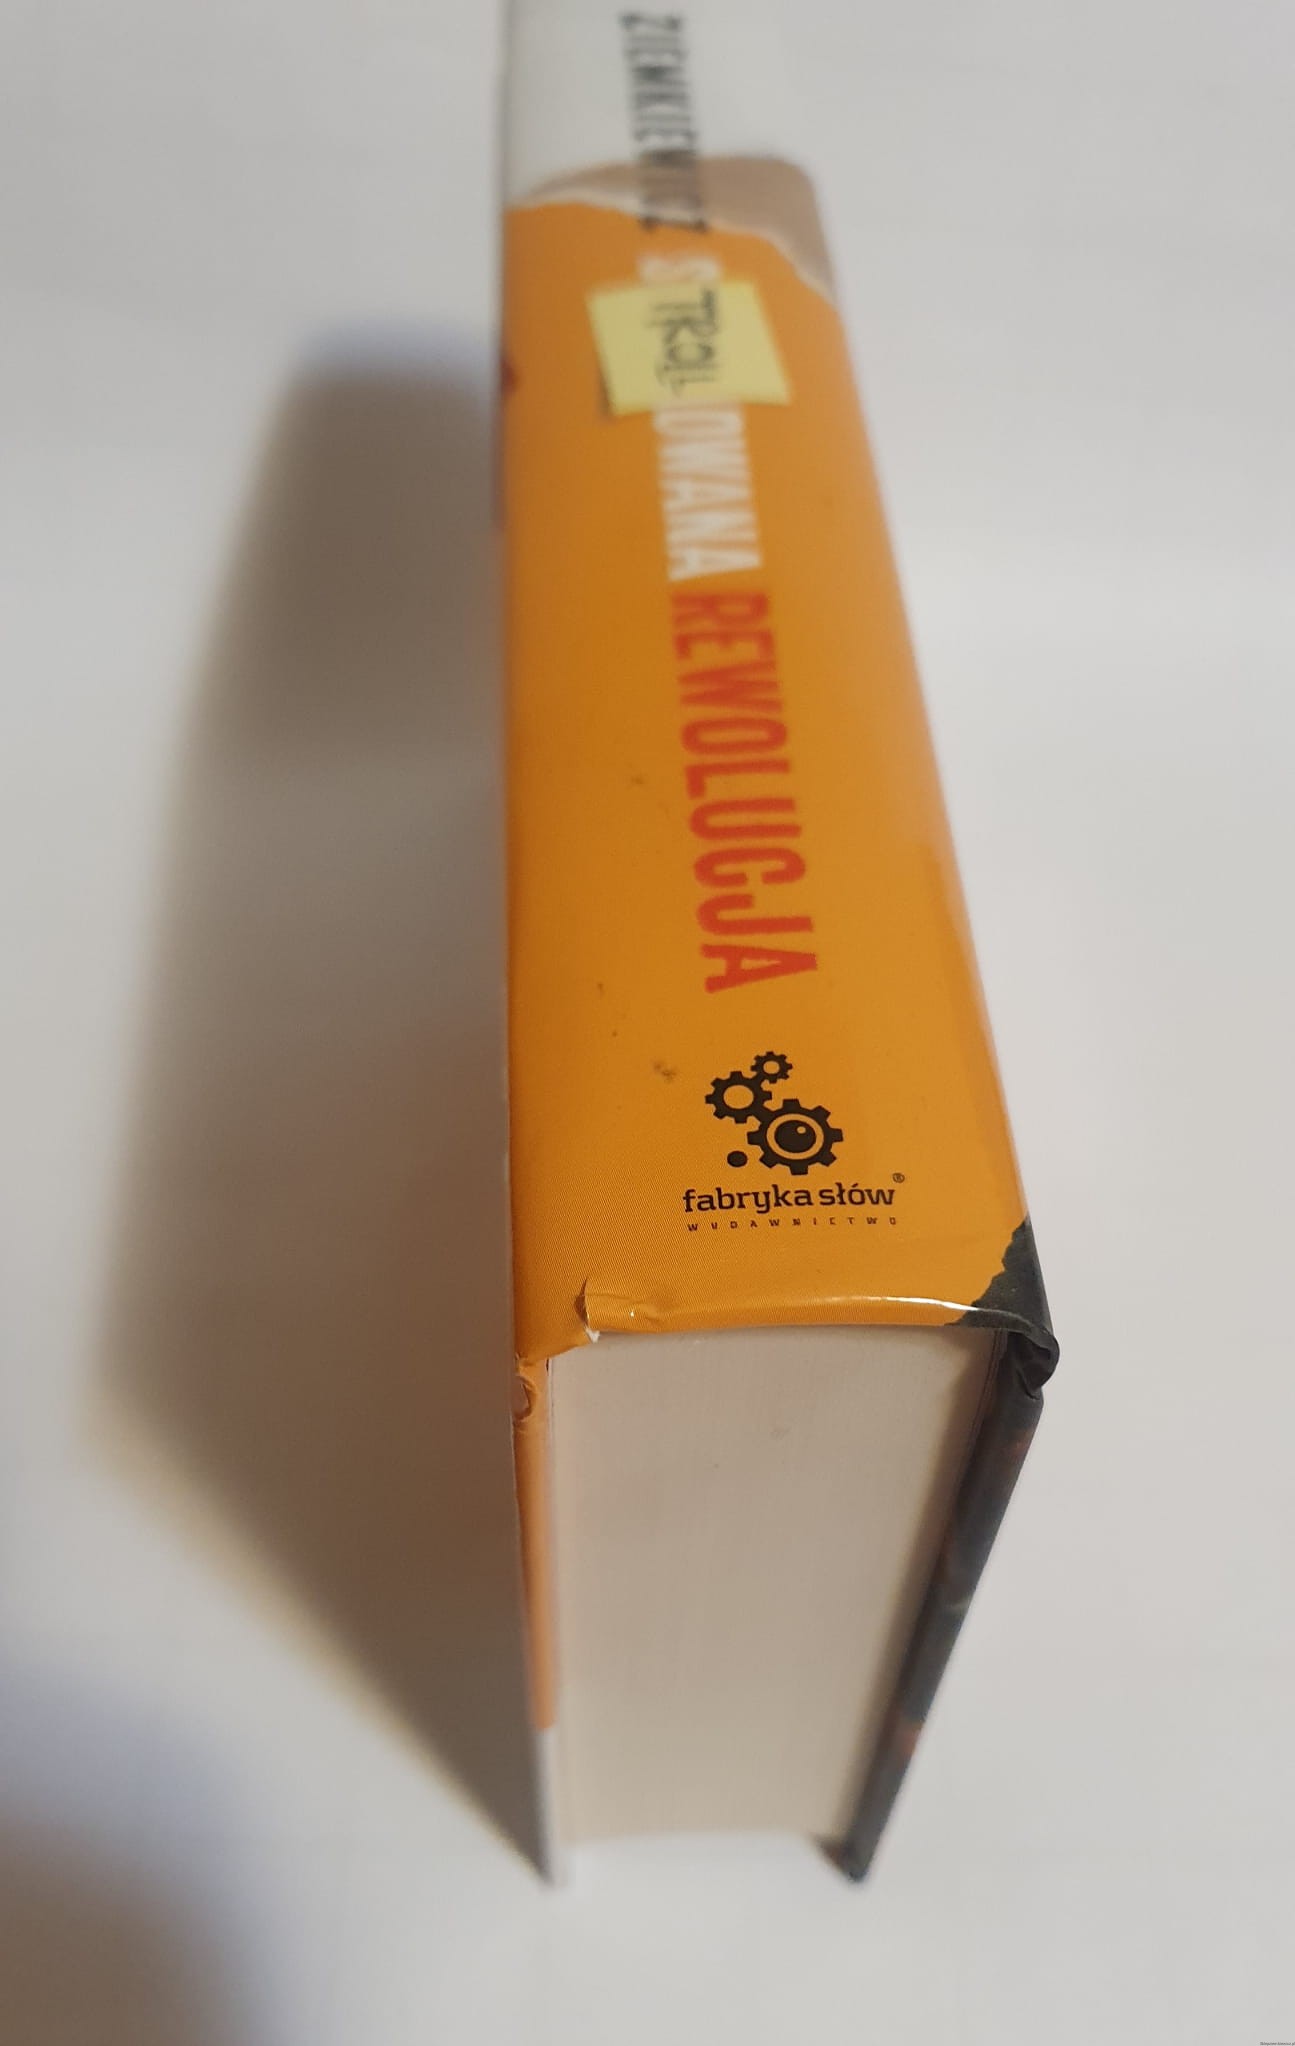 ZIEMKIEWICZ
STROLLOWANA REWOLUCJA
fabryka słów®
WYDAWNICTWO